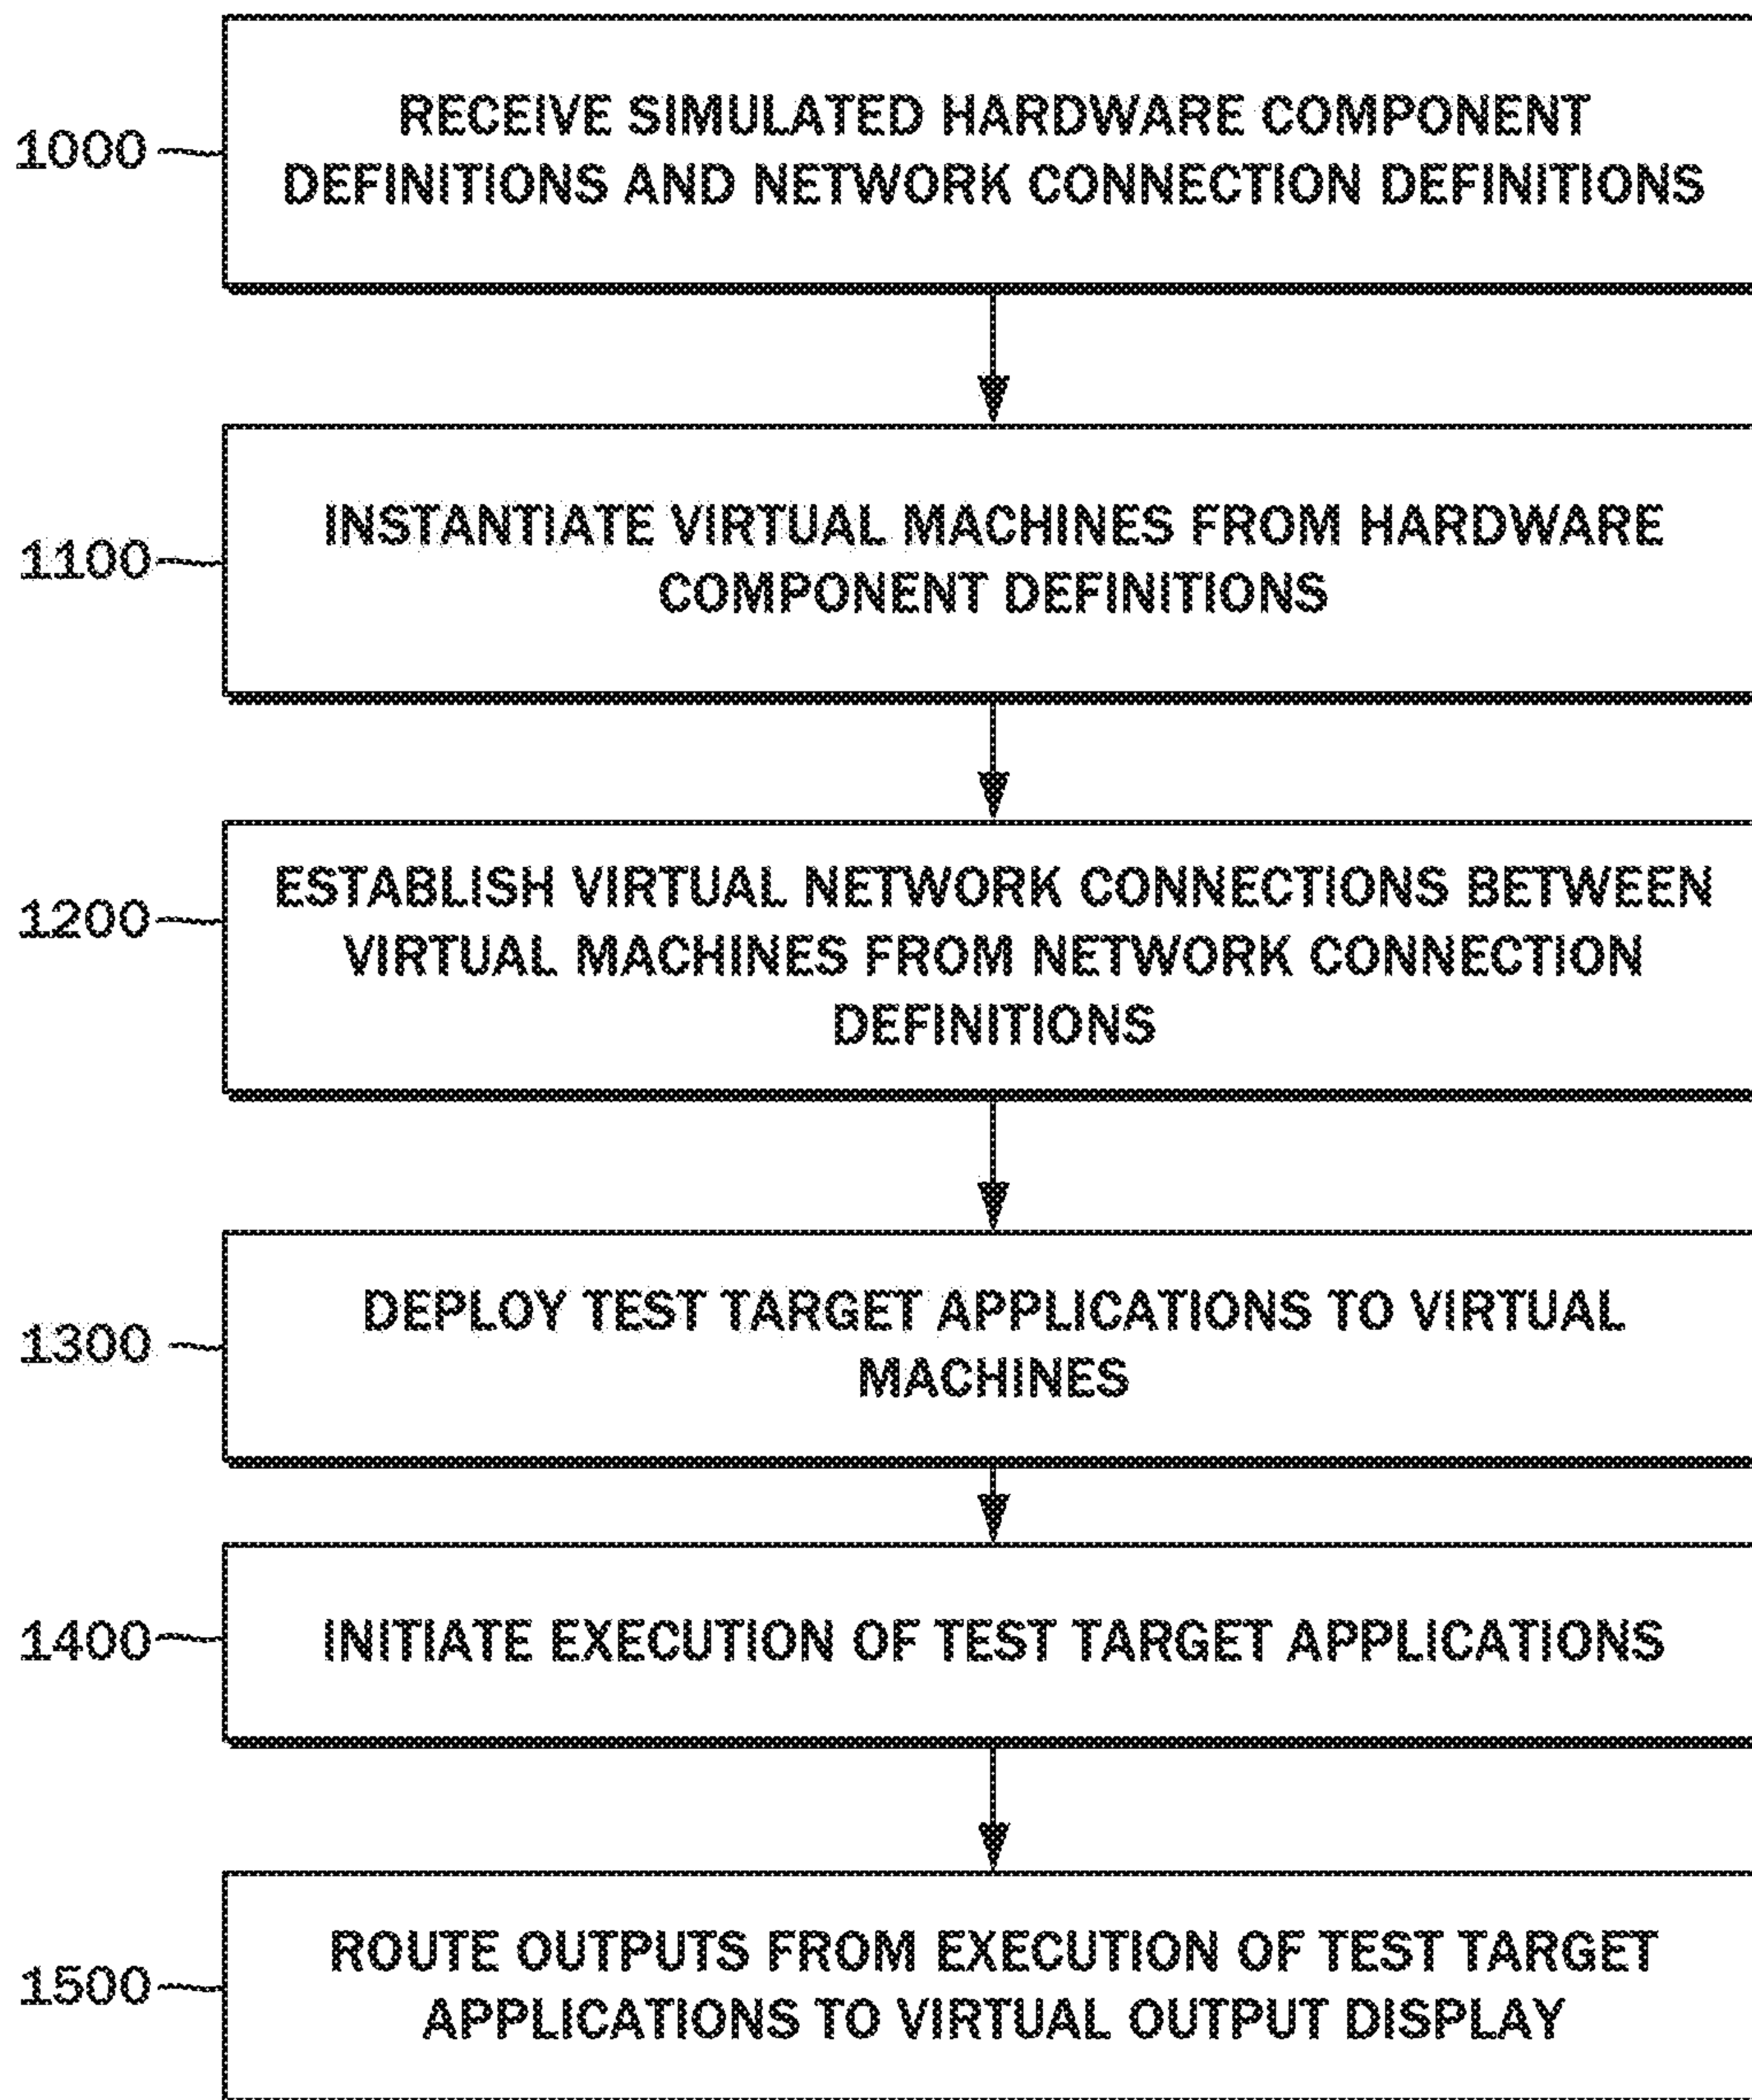 1000
RECEIVE SIMULATED HARDWARE COMPONENT
DEFINITIONS AND NETWORK CONNECTION DEFINITIONS
1100
INSTANTIATE VIRTUAL MACHINES FROM HARDWARE
COMPONENT DEFINITIONS
1200
ESTABLISH VIRTUAL NETWORK CONNECTIONS BETWEEN
VIRTUAL MACHINES FROM NETWORK CONNECTION
DEFINITIONS
1300
DEPLOY TEST TARGET APPLICATIONS TO VIRTUAL
MACHINES
1400
INITIATE EXECUTION OF TEST TARGET APPLICATIONS
1500
ROUTE OUTPUTS FROM EXECUTION OF TEST TARGET
APPLICATIONS TO VIRTUAL OUTPUT DISPLAY